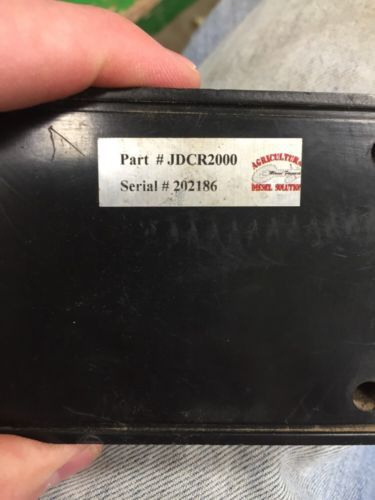 Part # JDCR2000
Serial # 202186
AGRICULTURAL
DIESEL SOLUTIONS